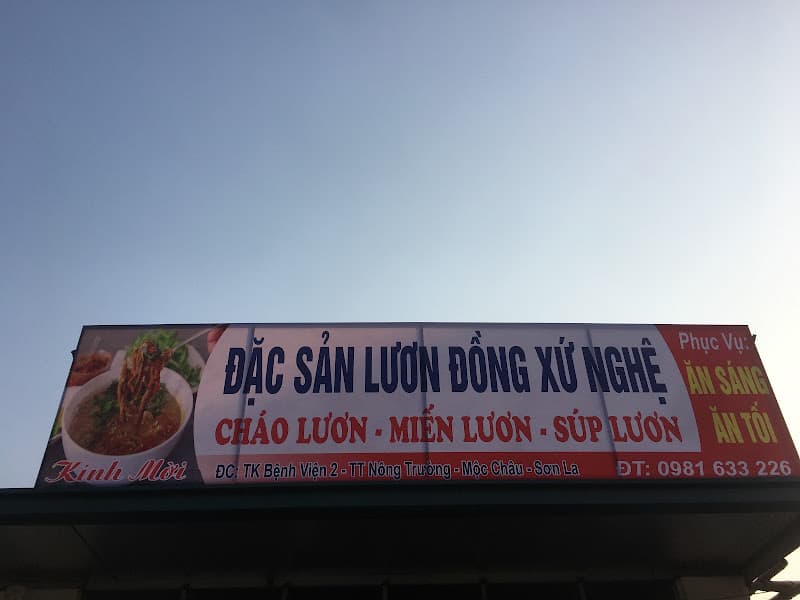 ĐẶC SẢN LƯƠN ĐỒNG XỨ NGHỆ
CHÁO LƯƠN - MIẾN LƯƠN - SÚP LƯƠN
Kính Mời
ĐC: TK Bệnh Viện 2 - TT Nông Trường - Mộc Châu - Sơn La
Phục Vụ:
ĂN SÁNG
ĂN TỐI
ĐT: 0981 633 226